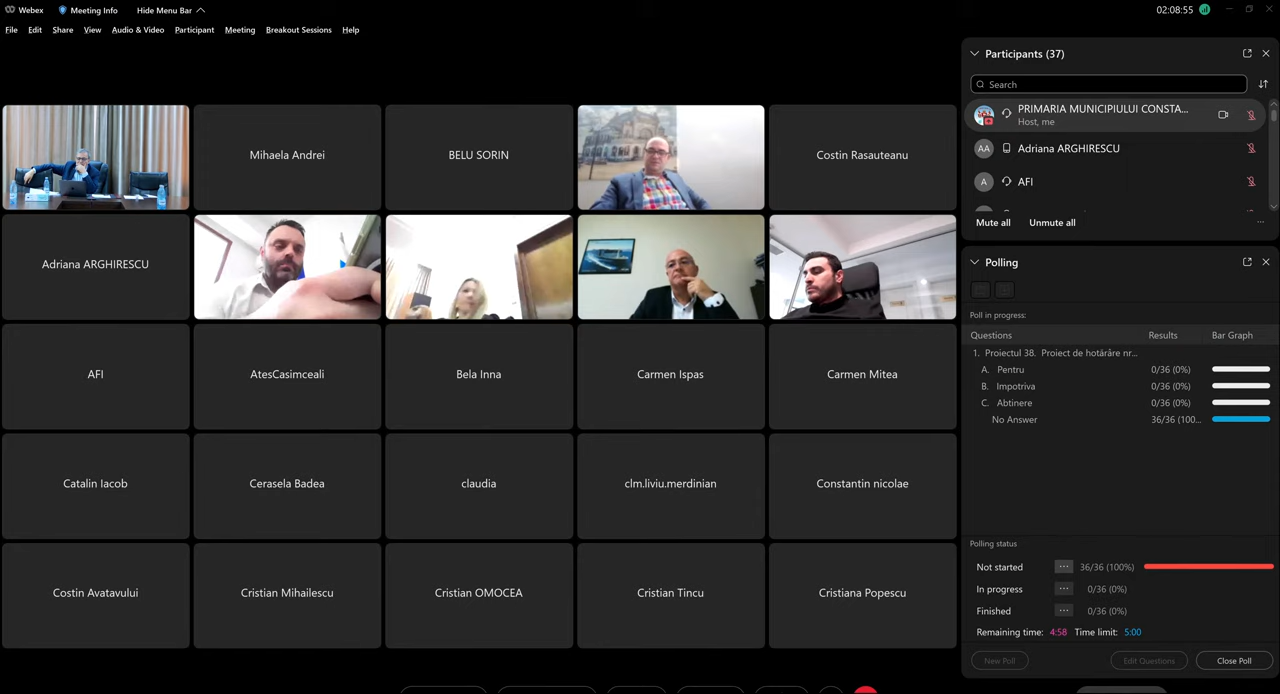 Webex Meeting Info Hide Menu Bar 02:08:55
File Edit Share View Audio & Video Participant Meeting Breakout Sessions Help
Participants (37)
Search
PRIMARIA MUNICIPIULUI CONSTA...
Host, me
AA Adriana ARGHIRESCU
A AFI
Mute all Unmute all ...
Mihaela Andrei
BELU SORIN
Costin Rasauteanu
Adriana ARGHIRESCU
AFI
AtesCasimceali
Bela Inna
Carmen Ispas
Carmen Mitea
Catalin Iacob
Cerasela Badea
claudia
clm.liviu.merdinian
Constantin nicolae
Costin Avatavului
Cristian Mihailescu
Cristian OMOCEA
Cristian Tincu
Cristiana Popescu
Polling
Poll in progress:
Questions Results Bar Graph
1. Proiectul 38. Proiect de hotărâre nr...
A. Pentru 0/36 (0%)
B. Impotriva 0/36 (0%)
C. Abtinere 0/36 (0%)
No Answer 36/36 (100...
Polling status
Not started ... 36/36 (100%)
In progress ... 0/36 (0%)
Finished ... 0/36 (0%)
Remaining time: 4:58 Time limit: 5:00
New Poll Edit Questions Close Poll